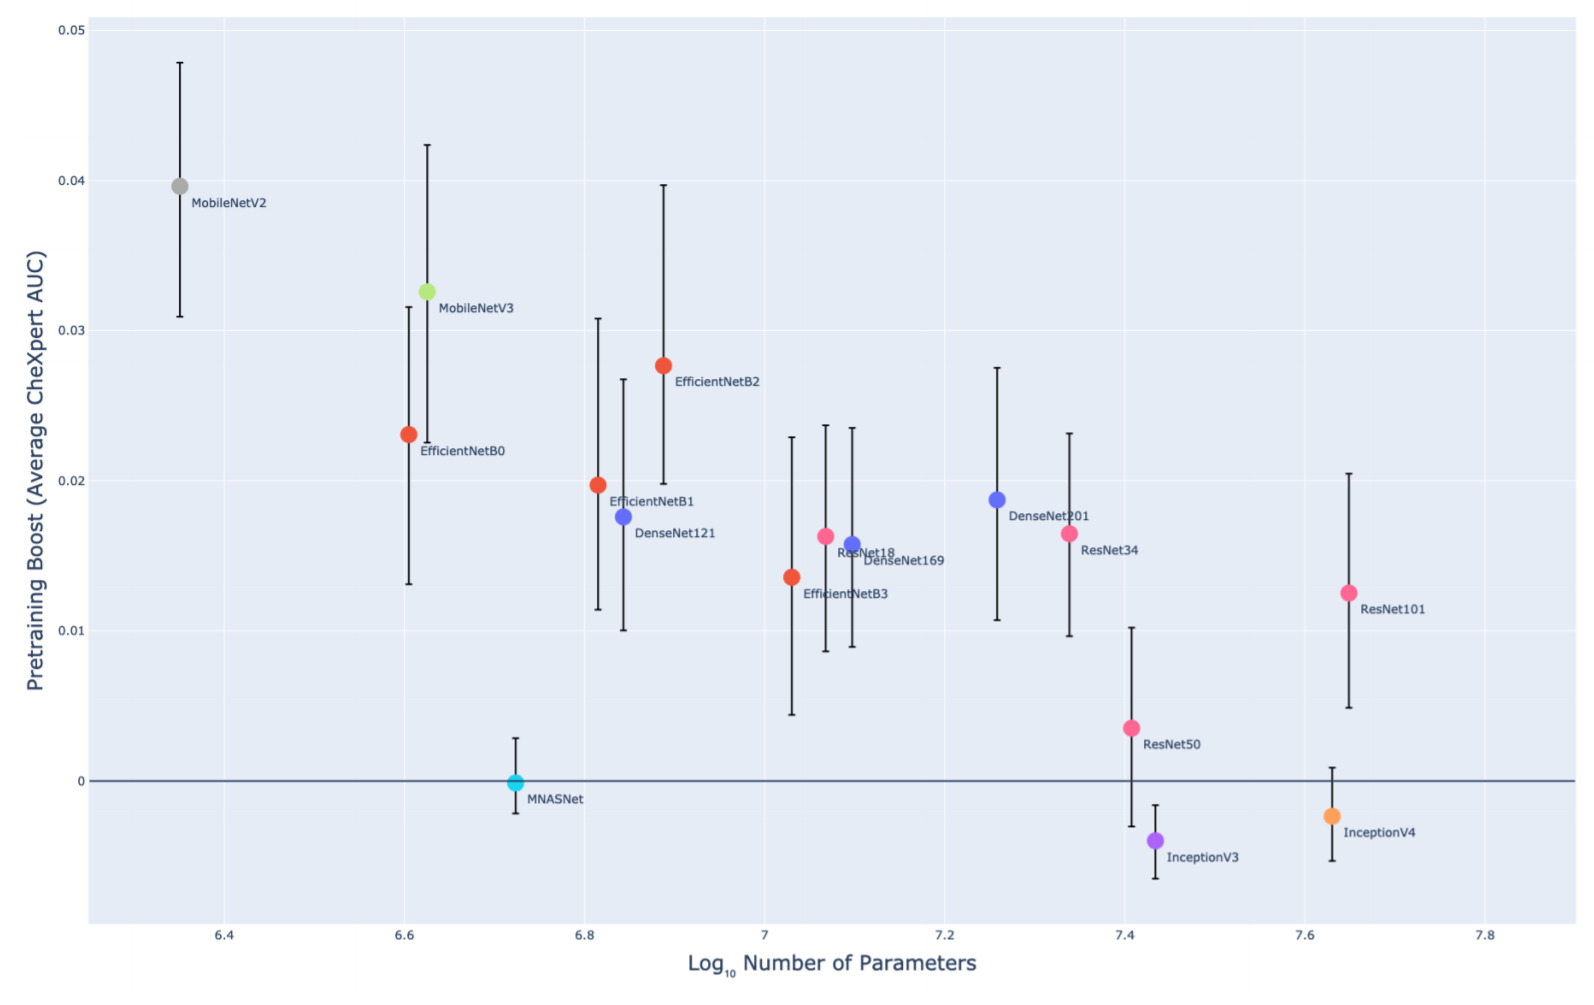 0.05
0.04
0.03
0.02
0.01
0
Pretraining Boost (Average CheXpert AUC)
MobileNetV2
MobileNetV3
EfficientNetB2
EfficientNetB0
EfficientNetB1
DenseNet201
DenseNet121
ResNet34
ResNet18
DenseNet169
EfficientNetB3
ResNet101
ResNet50
MNASNet
InceptionV4
InceptionV3
6.4 6.6 6.8 7 7.2 7.4 7.6 7.8
Log₁₀ Number of Parameters